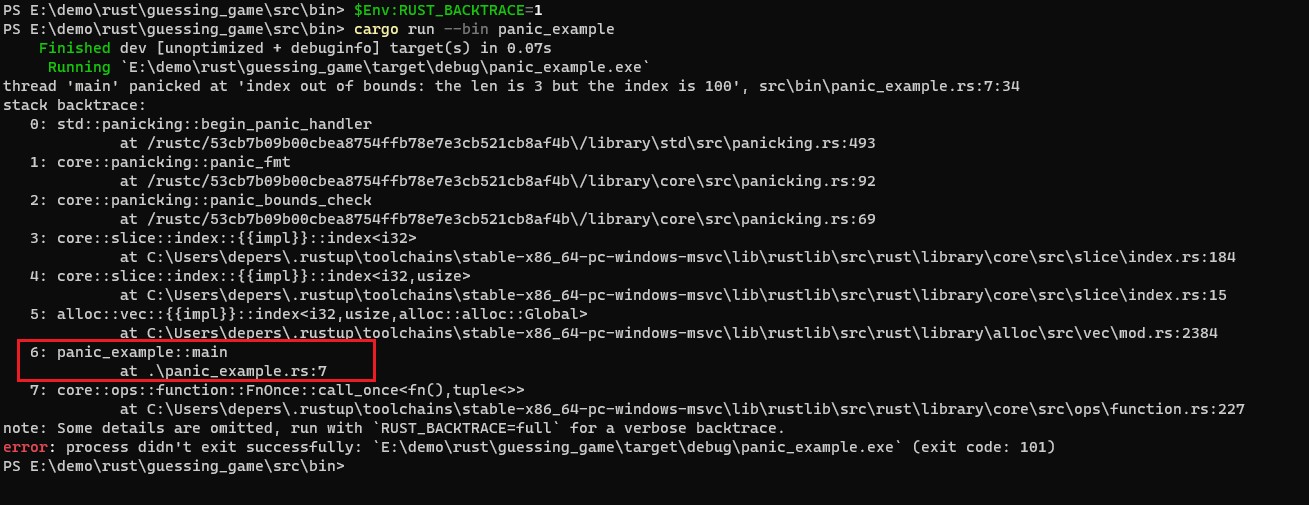 PS E:\demo\rust\guessing_game\src\bin> $Env:RUST_BACKTRACE=1
PS E:\demo\rust\guessing_game\src\bin> cargo run --bin panic_example
    Finished dev [unoptimized + debuginfo] target(s) in 0.07s
     Running `E:\demo\rust\guessing_game\target\debug\panic_example.exe`
thread 'main' panicked at 'index out of bounds: the len is 3 but the index is 100', src\bin\panic_example.rs:7:34
stack backtrace:
   0: std::panicking::begin_panic_handler
             at /rustc/53cb7b09b00cbea8754ffb78e7e3cb521cb8af4b\/library\std\src\panicking.rs:493
   1: core::panicking::panic_fmt
             at /rustc/53cb7b09b00cbea8754ffb78e7e3cb521cb8af4b\/library\core\src\panicking.rs:92
   2: core::panicking::panic_bounds_check
             at /rustc/53cb7b09b00cbea8754ffb78e7e3cb521cb8af4b\/library\core\src\panicking.rs:69
   3: core::slice::index::{{impl}}::index<i32>
             at C:\Users\depers\.rustup\toolchains\stable-x86_64-pc-windows-msvc\lib\rustlib\src\rust\library\core\src\slice\index.rs:184
   4: core::slice::index::{{impl}}::index<i32,usize>
             at C:\Users\depers\.rustup\toolchains\stable-x86_64-pc-windows-msvc\lib\rustlib\src\rust\library\core\src\slice\index.rs:15
   5: alloc::vec::{{impl}}::index<i32,usize,alloc::alloc::Global>
             at C:\Users\depers\.rustup\toolchains\stable-x86_64-pc-windows-msvc\lib\rustlib\src\rust\library\alloc\src\vec\mod.rs:2384
   6: panic_example::main
             at .\panic_example.rs:7
   7: core::ops::function::FnOnce::call_once<fn(),tuple<>>
             at C:\Users\depers\.rustup\toolchains\stable-x86_64-pc-windows-msvc\lib\rustlib\src\rust\library\core\src\ops\function.rs:227
note: Some details are omitted, run with `RUST_BACKTRACE=full` for a verbose backtrace.
error: process didn't exit successfully: `E:\demo\rust\guessing_game\target\debug\panic_example.exe` (exit code: 101)
PS E:\demo\rust\guessing_game\src\bin>